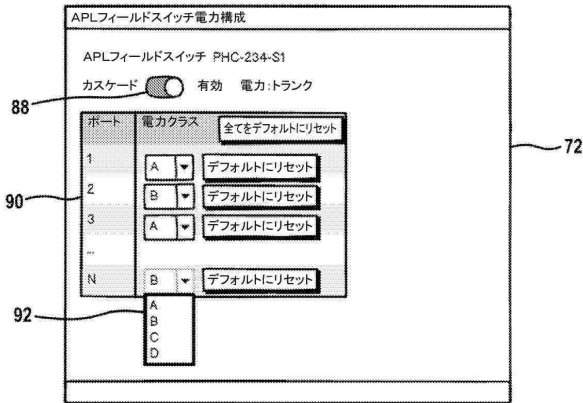 APLフィールドスイッチ電力構成
APLフィールドスイッチ PHC-234-S1
カスケード 有効 電力:トランク
88
ポート 電力クラス 全てをデフォルトにリセット
72
1 A デフォルトにリセット
90
2 B デフォルトにリセット
3 A デフォルトにリセット
...
N B デフォルトにリセット
92
A
B
C
D